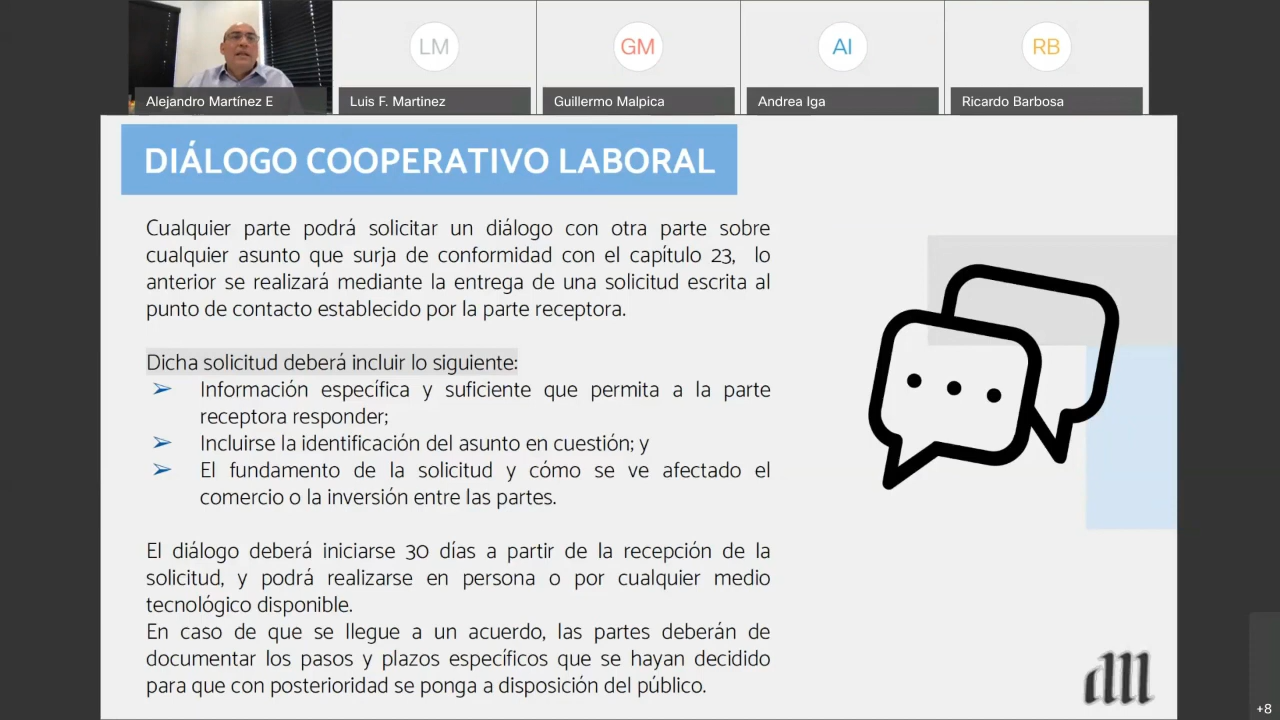 LM
GM
AI
RB
Alejandro Martínez E
Luis F. Martinez
Guillermo Malpica
Andrea Iga
Ricardo Barbosa
DIÁLOGO COOPERATIVO LABORAL
Cualquier parte podrá solicitar un diálogo con otra parte sobre
cualquier asunto que surja de conformidad con el capítulo 23, lo
anterior se realizará mediante la entrega de una solicitud escrita al
punto de contacto establecido por la parte receptora.
Dicha solicitud deberá incluir lo siguiente:
➢ Información específica y suficiente que permita a la parte
receptora responder;
➢ Incluirse la identificación del asunto en cuestión; y
➢ El fundamento de la solicitud y cómo se ve afectado el
comercio o la inversión entre las partes.
El diálogo deberá iniciarse 30 días a partir de la recepción de la
solicitud, y podrá realizarse en persona o por cualquier medio
tecnológico disponible.
En caso de que se llegue a un acuerdo, las partes deberán de
documentar los pasos y plazos específicos que se hayan decidido
para que con posterioridad se ponga a disposición del público.
+8